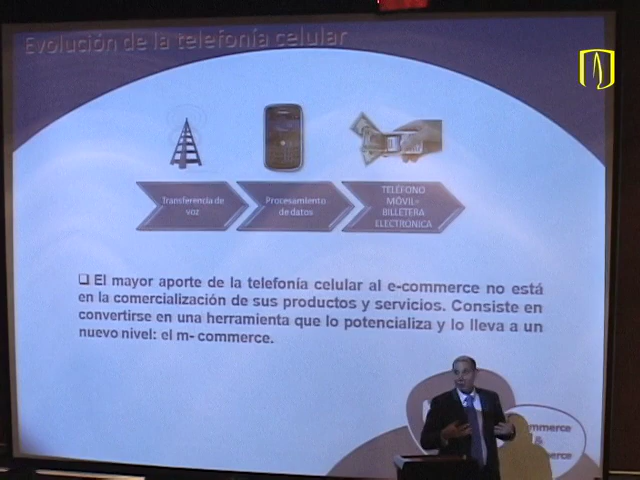 Evolución de la telefonía celular
Transferencia de
voz
Procesamiento
de datos
TELÉFONO
MÓVIL=
BILLETERA
ELECTRÓNICA
❑ El mayor aporte de la telefonía celular al e-commerce no está
en la comercialización de sus productos y servicios. Consiste en
convertirse en una herramienta que lo potencializa y lo lleva a un
nuevo nivel: el m- commerce.
&